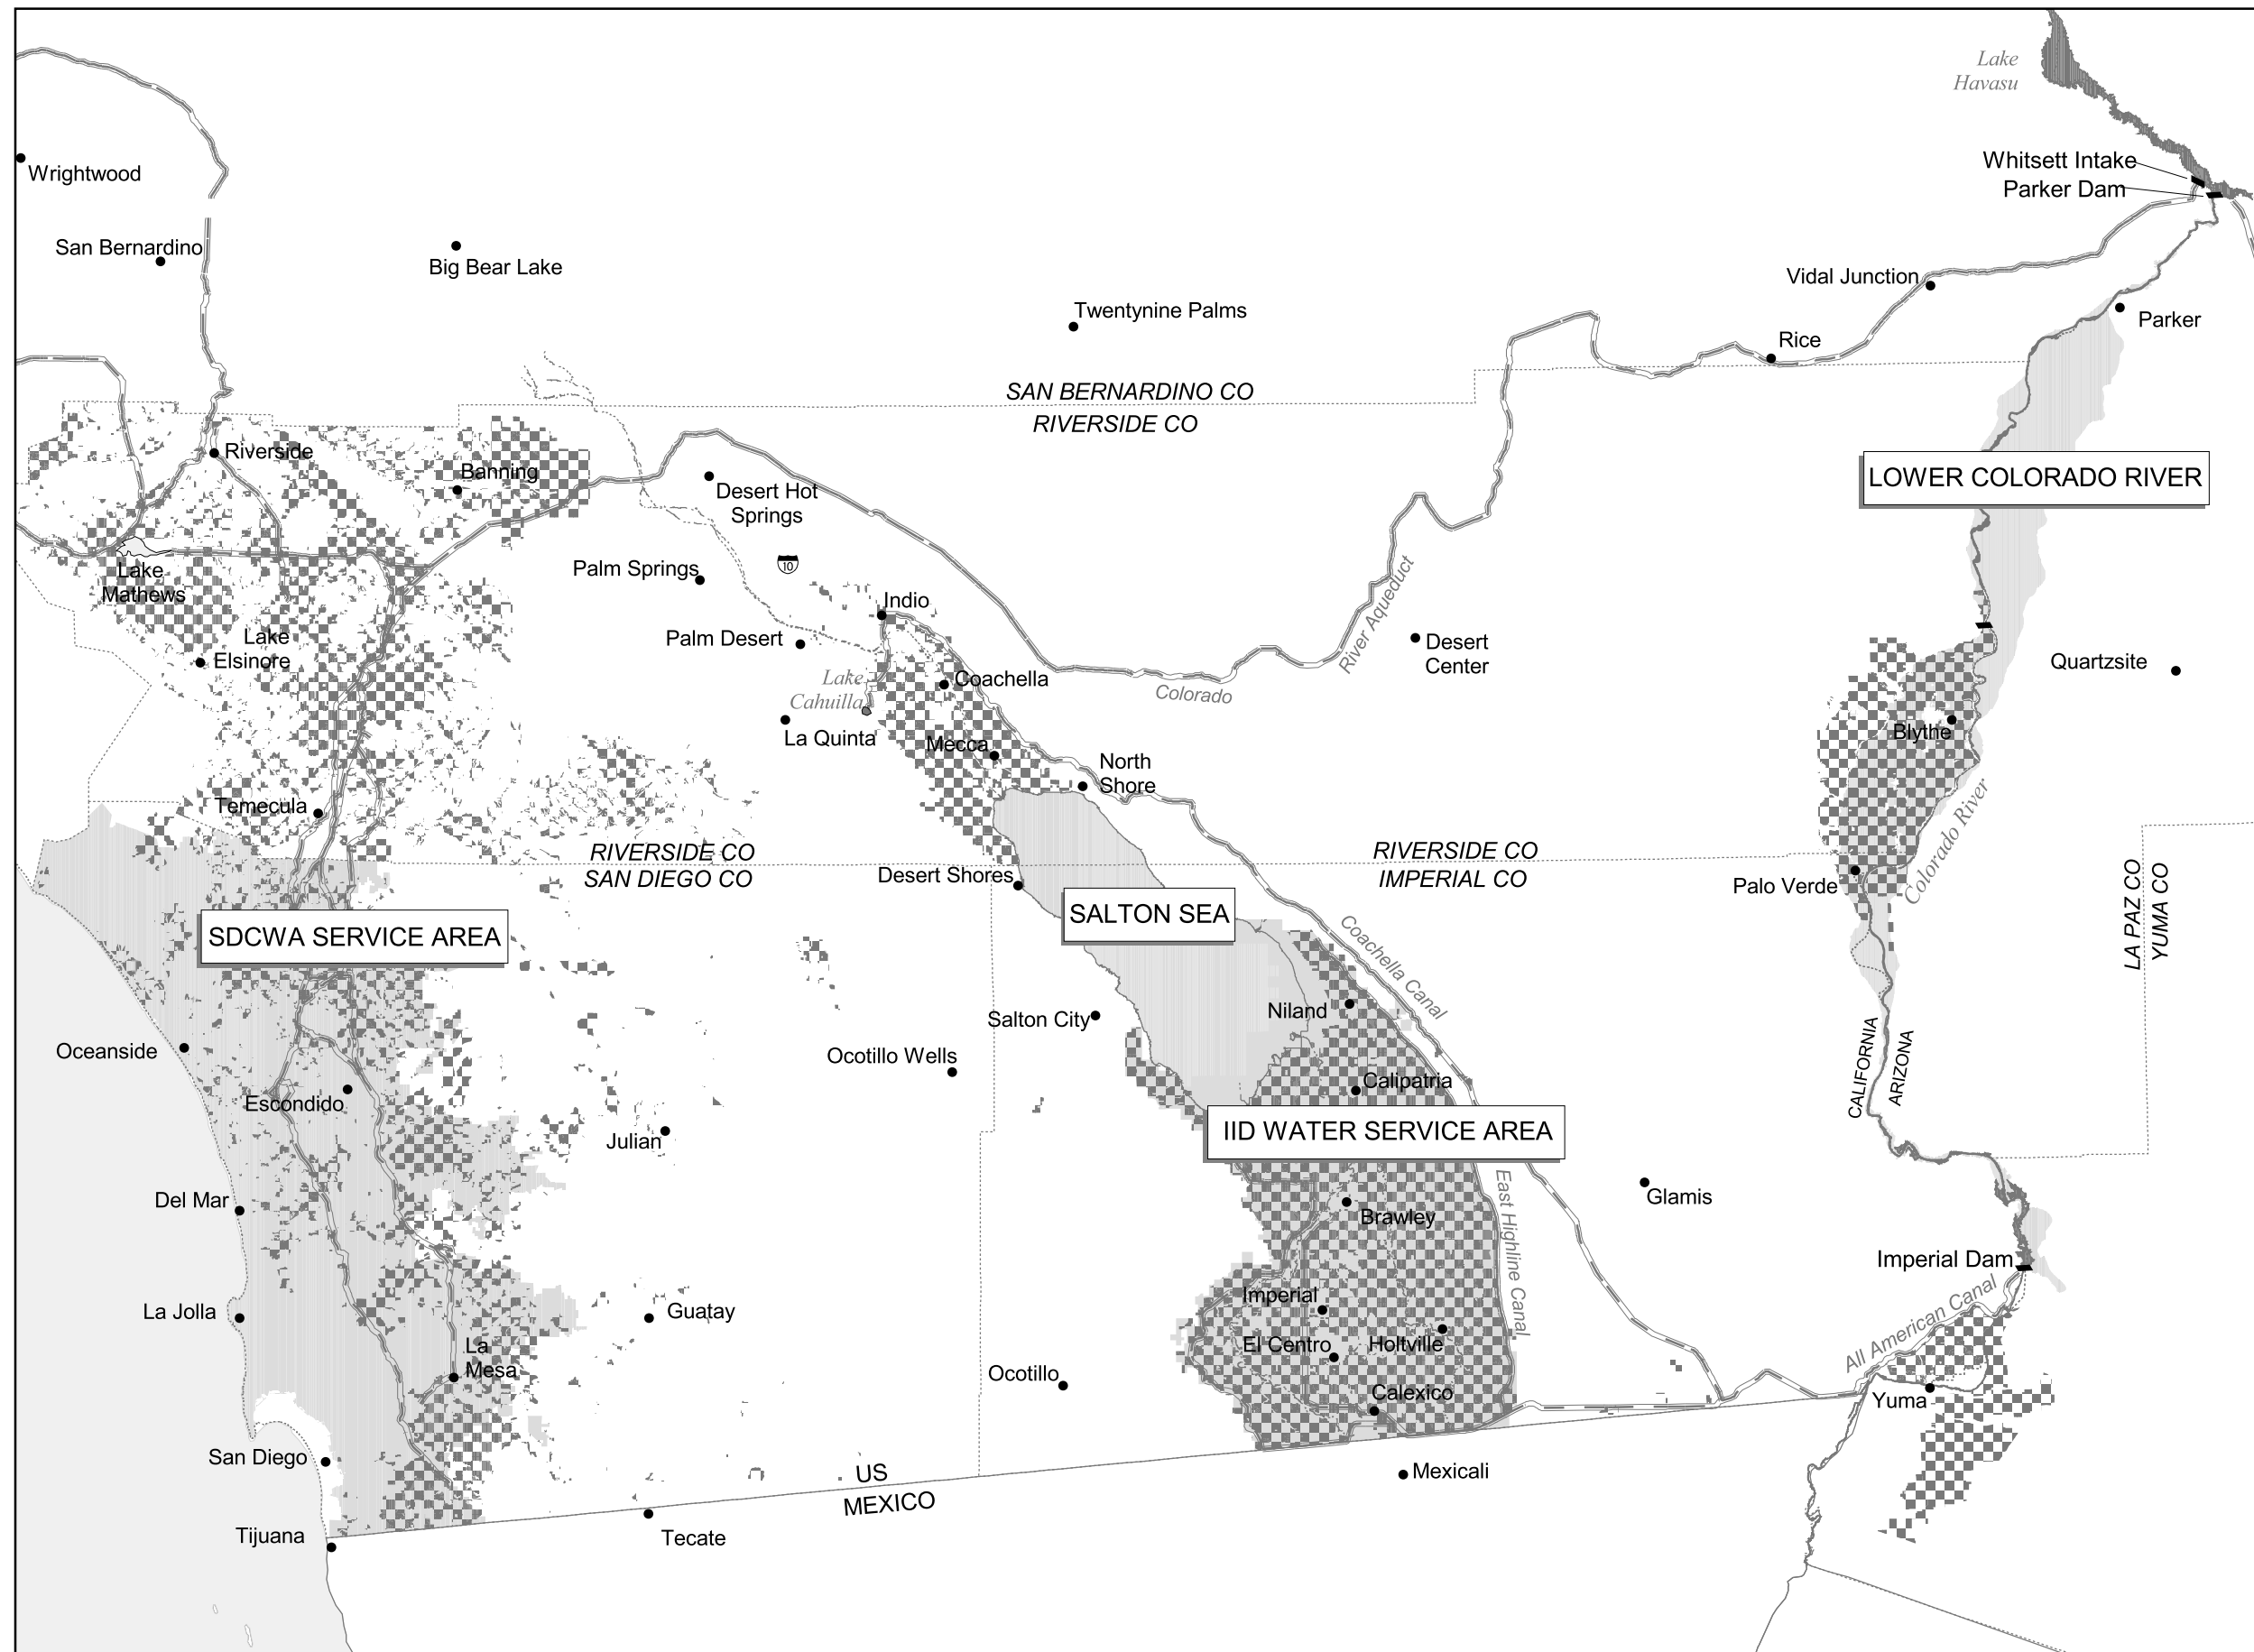 Lake
Havasu
Whitsett Intake
Parker Dam
Wrightwood
San Bernardino
Big Bear Lake
Vidal Junction
Twentynine Palms
Parker
Rice
SAN BERNARDINO CO
RIVERSIDE CO
Riverside
Banning
LOWER COLORADO RIVER
Desert Hot
Springs
10
Palm Springs
Lake
Mathews
River Aqueduct
Indio
Lake
Elsinore
Palm Desert
Desert
Center
Quartzsite
Lake
Cahuilla
Coachella
Colorado
La Quinta
Mecca
Blythe
North
Shore
Temecula
Colorado River
RIVERSIDE CO
SAN DIEGO CO
RIVERSIDE CO
IMPERIAL CO
Desert Shores
Palo Verde
LA PAZ CO
YUMA CO
SALTON SEA
SDCWA SERVICE AREA
Coachella Canal
Niland
Salton City
Oceanside
Ocotillo Wells
CALIFORNIA
ARIZONA
Calipatria
Escondido
IID WATER SERVICE AREA
Julian
Del Mar
Glamis
East Highline Canal
Brawley
Imperial Dam
Imperial
La Jolla
Guatay
All American Canal
El Centro
Holtville
La
Mesa
Ocotillo
Calexico
Yuma
San Diego
US
MEXICO
Mexicali
Tijuana
Tecate